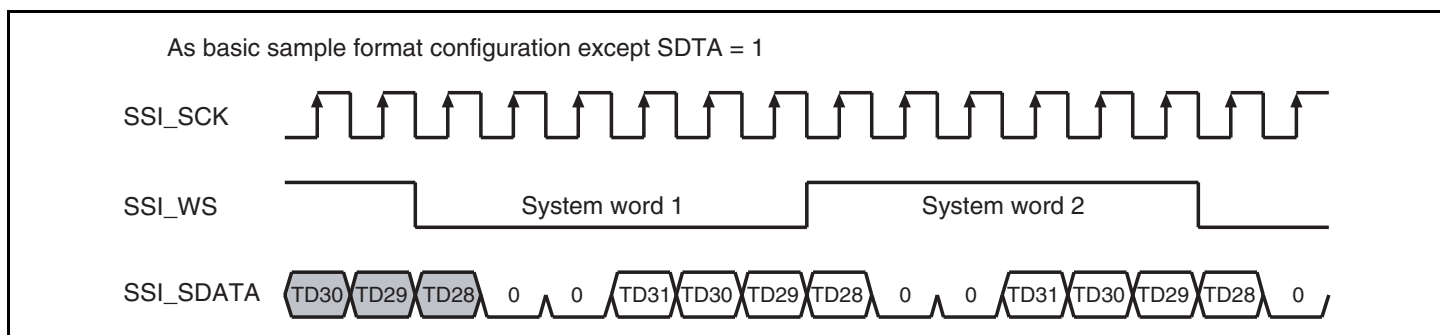 As basic sample format configuration except SDTA = 1
SSI_SCK
SSI_WS System word 1 System word 2
SSI_SDATA TD30 TD29 TD28 0 0 TD31 TD30 TD29 TD28 0 0 TD31 TD30 TD29 TD28 0